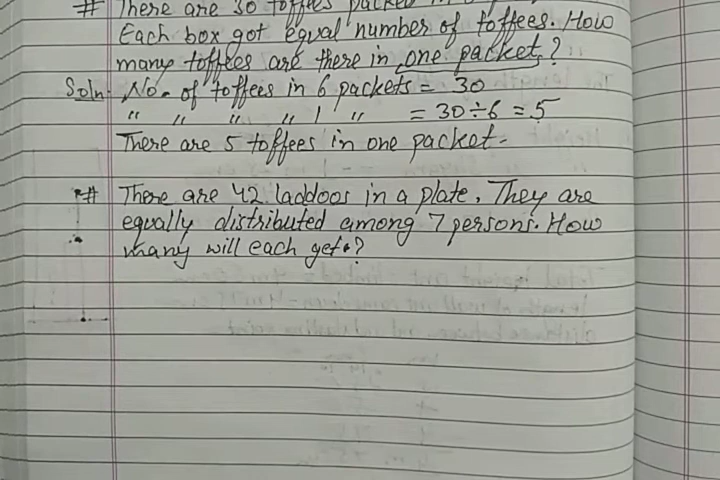 # There are 30 toffees packed in
Each box got equal number of toffees. How
many toffees are there in one packet?
Soln. No. of toffees in 6 packets = 30
" " " " 1 " = 30÷6 = 5
There are 5 toffees in one packet.
# There are 42 laddoos in a plate. They are
equally distributed among 7 persons. How
many will each get?